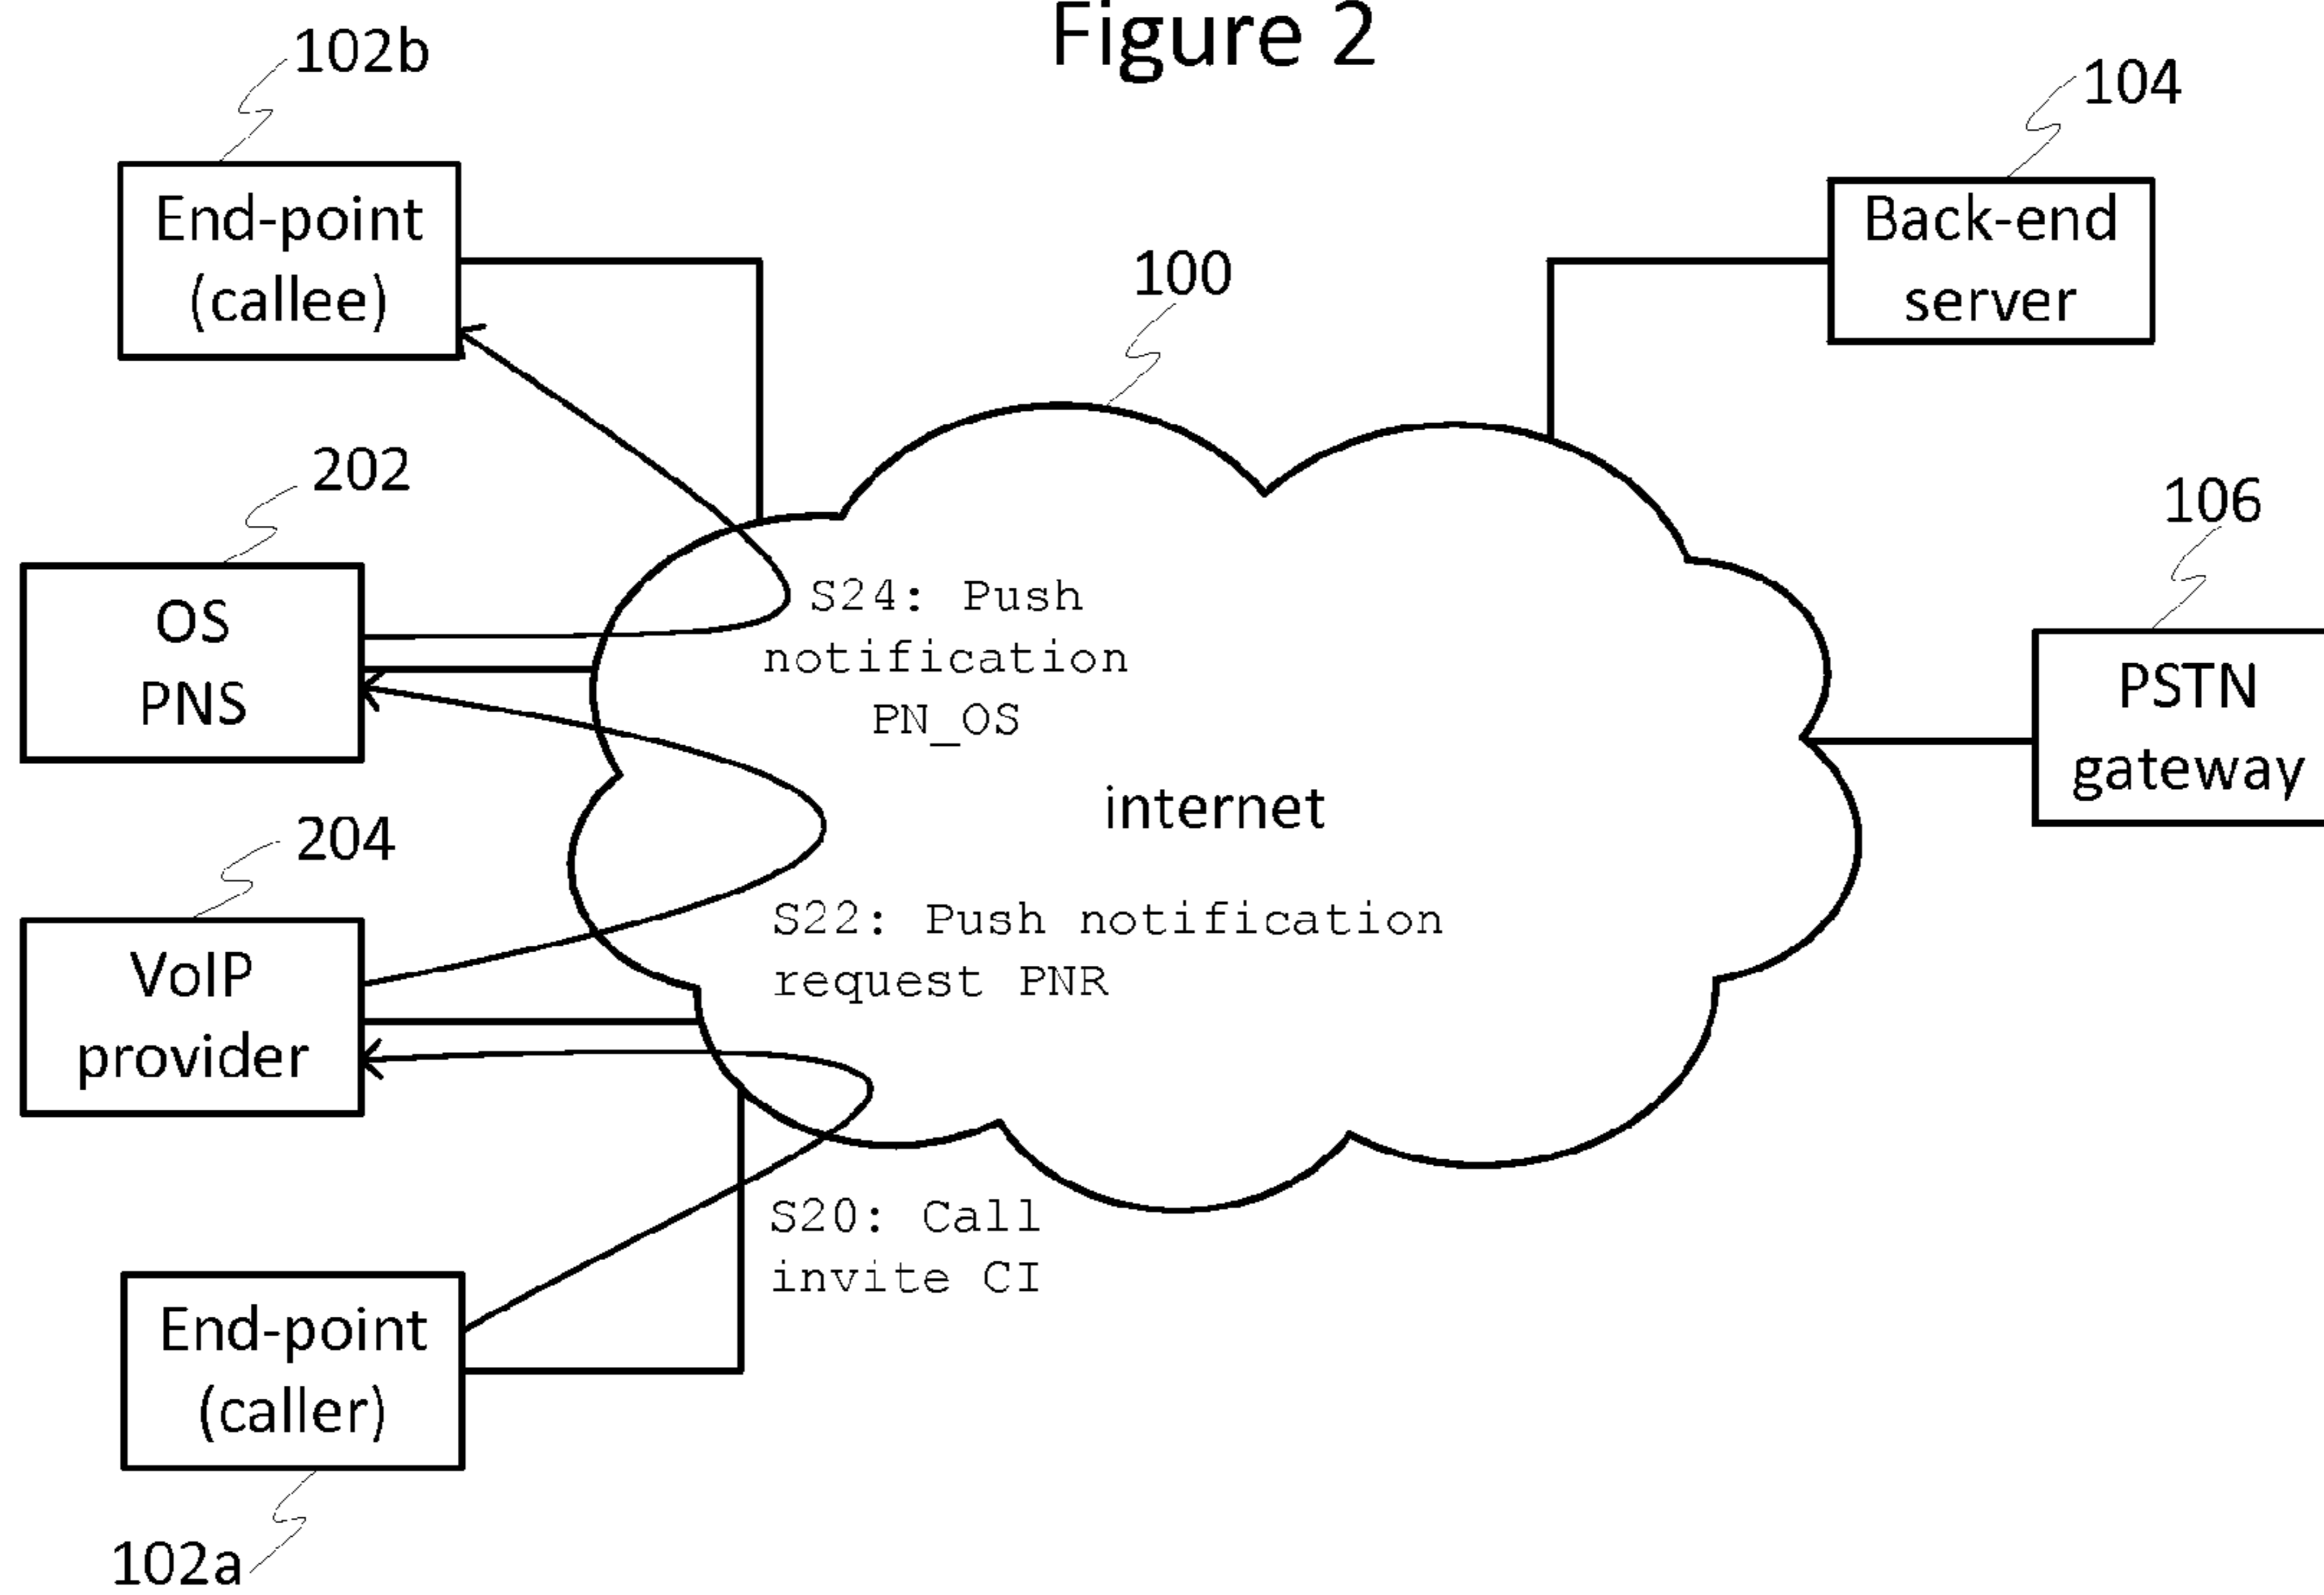 Figure 2
102b
104
End-point
(callee)
Back-end
server
100
202
106
OS
PNS
S24: Push
notification
PN_OS
PSTN
gateway
internet
204
VoIP
provider
S22: Push notification
request PNR
S20: Call
invite CI
End-point
(caller)
102a